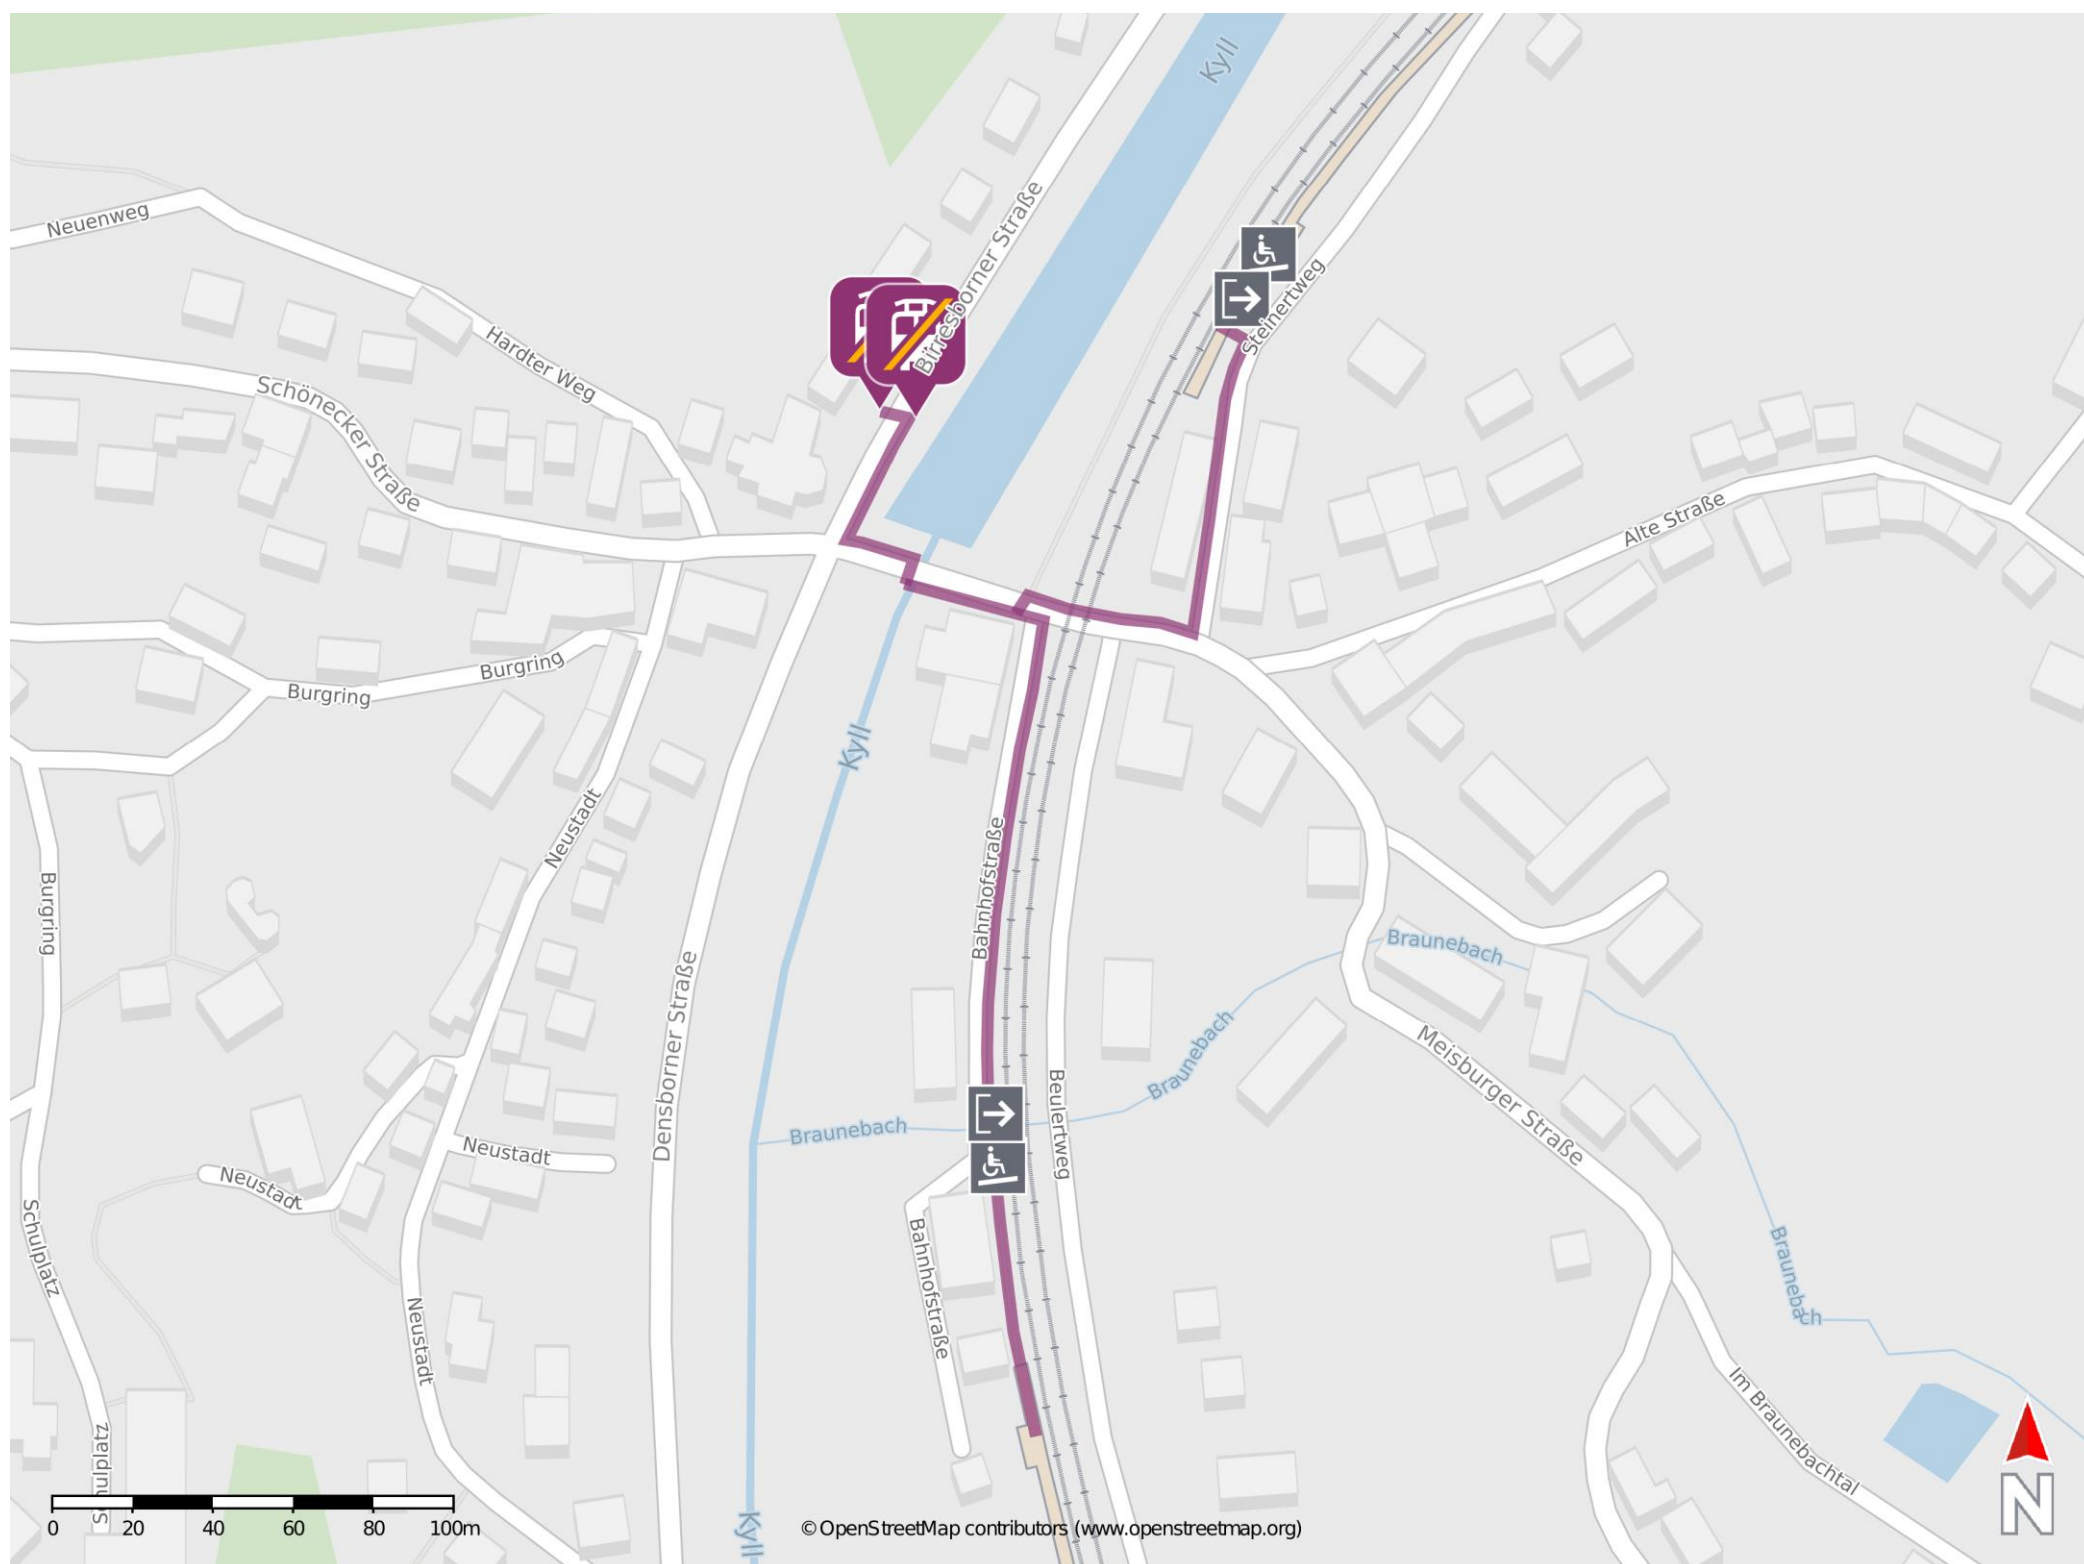 Kyll
Neuenweg
Birresborner Straße
Steinertweg
Hardter Weg
Schönecker Straße
Alte Straße
Burgring
Burgring
Kyll
Neustadt
Bahnhofstraße
Burgring
Braunebach
Densborner Straße
Braunebach
Meisburger Straße
Beulertweg
Braunebach
Neustadt
Neustadt
Schulplatz
Bahnhofstraße
Braunebach
Neustadt
Im Braunebachtal
Schulplatz
Kyll
N
0 20 40 60 80 100m
© OpenStreetMap contributors (www.openstreetmap.org)